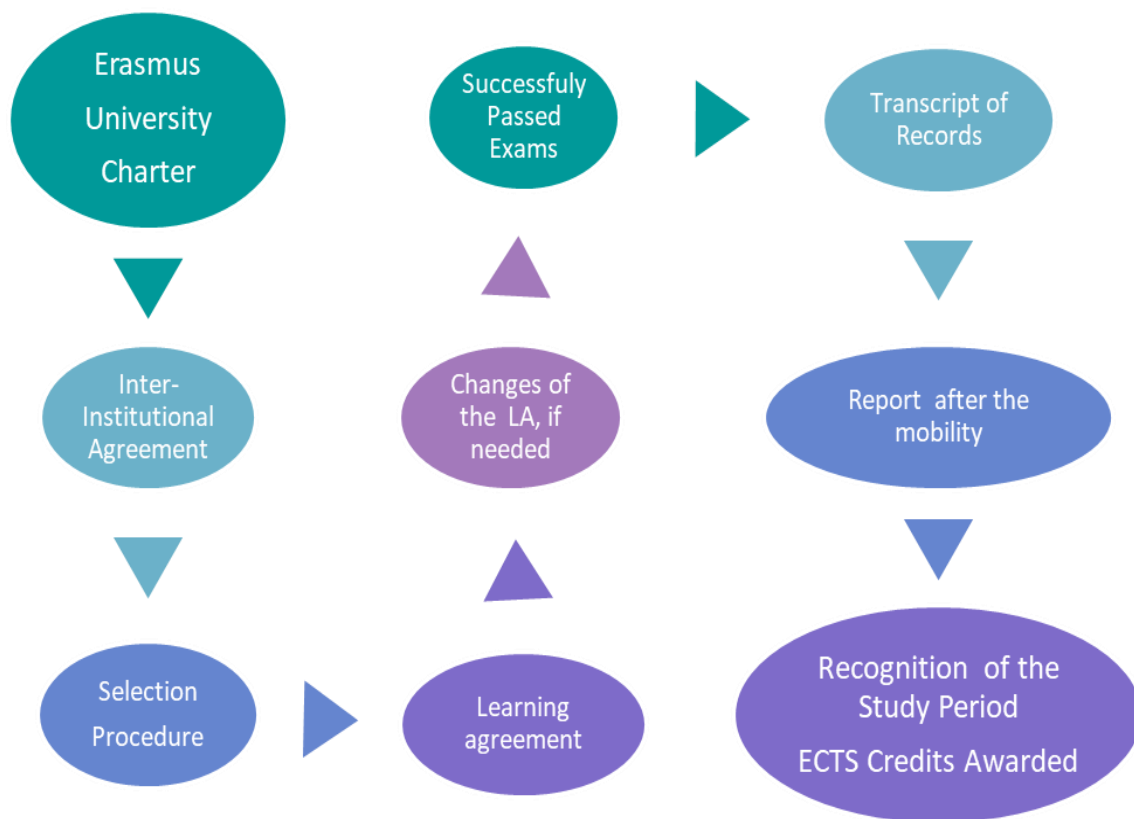 Erasmus
University
Charter
Inter-
Institutional
Agreement
Selection
Procedure
Learning
agreement
Changes of
the LA, if
needed
Successfuly
Passed
Exams
Transcript of
Records
Report after the
mobility
Recognition of the
Study Period
ECTS Credits Awarded